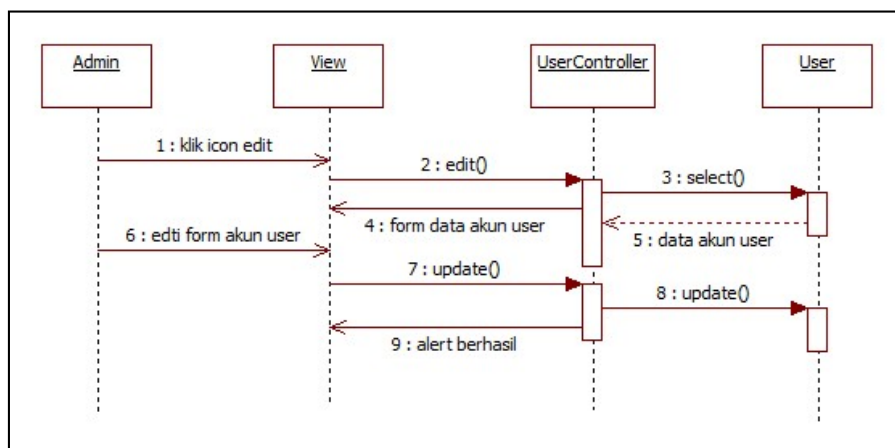 Admin
View
UserController
User
1 : klik icon edit
2 : edit()
3 : select()
4 : form data akun user
5 : data akun user
6 : edti form akun user
7 : update()
8 : update()
9 : alert berhasil